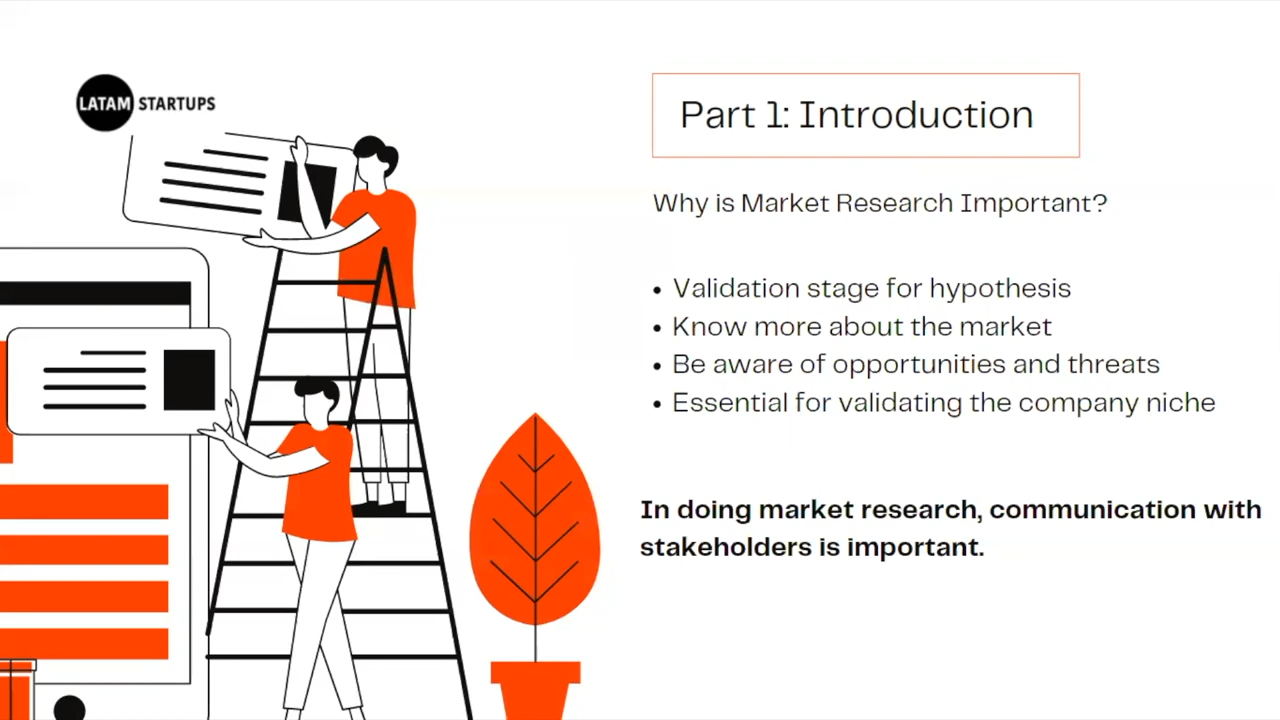 LATAM STARTUPS
Part 1: Introduction
Why is Market Research Important?
• Validation stage for hypothesis
• Know more about the market
• Be aware of opportunities and threats
• Essential for validating the company niche
In doing market research, communication with
stakeholders is important.